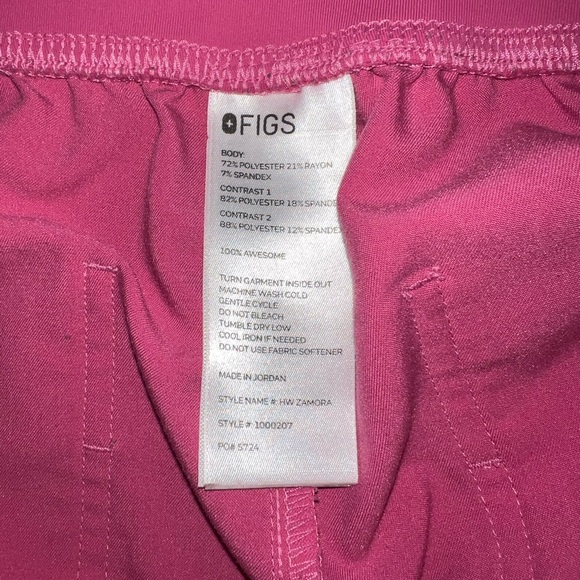 FIGS
BODY:
72% POLYESTER 21% RAYON
7% SPANDEX
CONTRAST 1
82% POLYESTER 18% SPANDE
CONTRAST 2
88% POLYESTER 12% SPANDEX
100% AWESOME
TURN GARMENT INSIDE OUT
MACHINE WASH COLD
GENTLE CYCLE
DO NOT BLEACH
TUMBLE DRY LOW
COOL IRON IF NEEDED
DO NOT USE FABRIC SOFTENER
MADE IN JORDAN
STYLE NAME #: HW ZAMORA
STYLE #: 1000207
PO# 5724